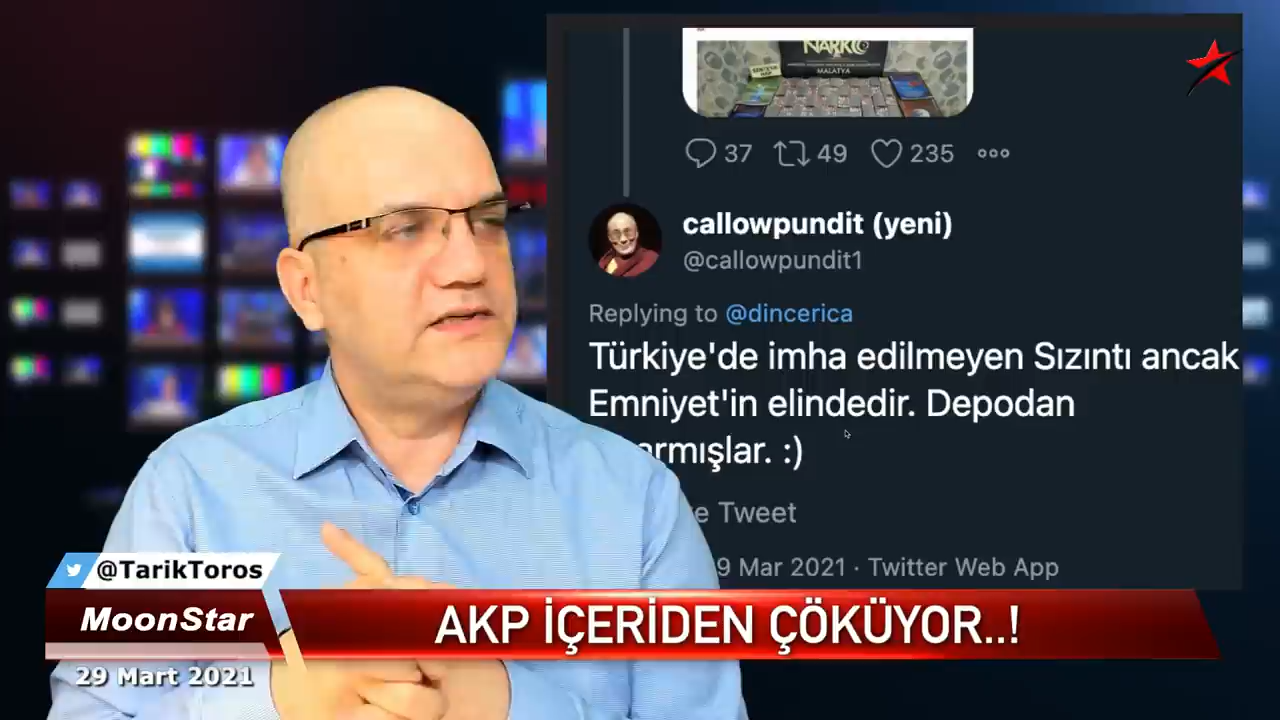 NARKO
MALATYA
37 49 235
callowpundit (yeni)
@callowpundit1
Replying to @dincerica
Türkiye'de imha edilmeyen Sızıntı ancak
Emniyet'in elindedir. Depodan
armışlar. :)
e Tweet
9 Mar 2021 · Twitter Web App
@TarikToros
MoonStar
AKP İÇERİDEN ÇÖKÜYOR..!
29 Mart 2021